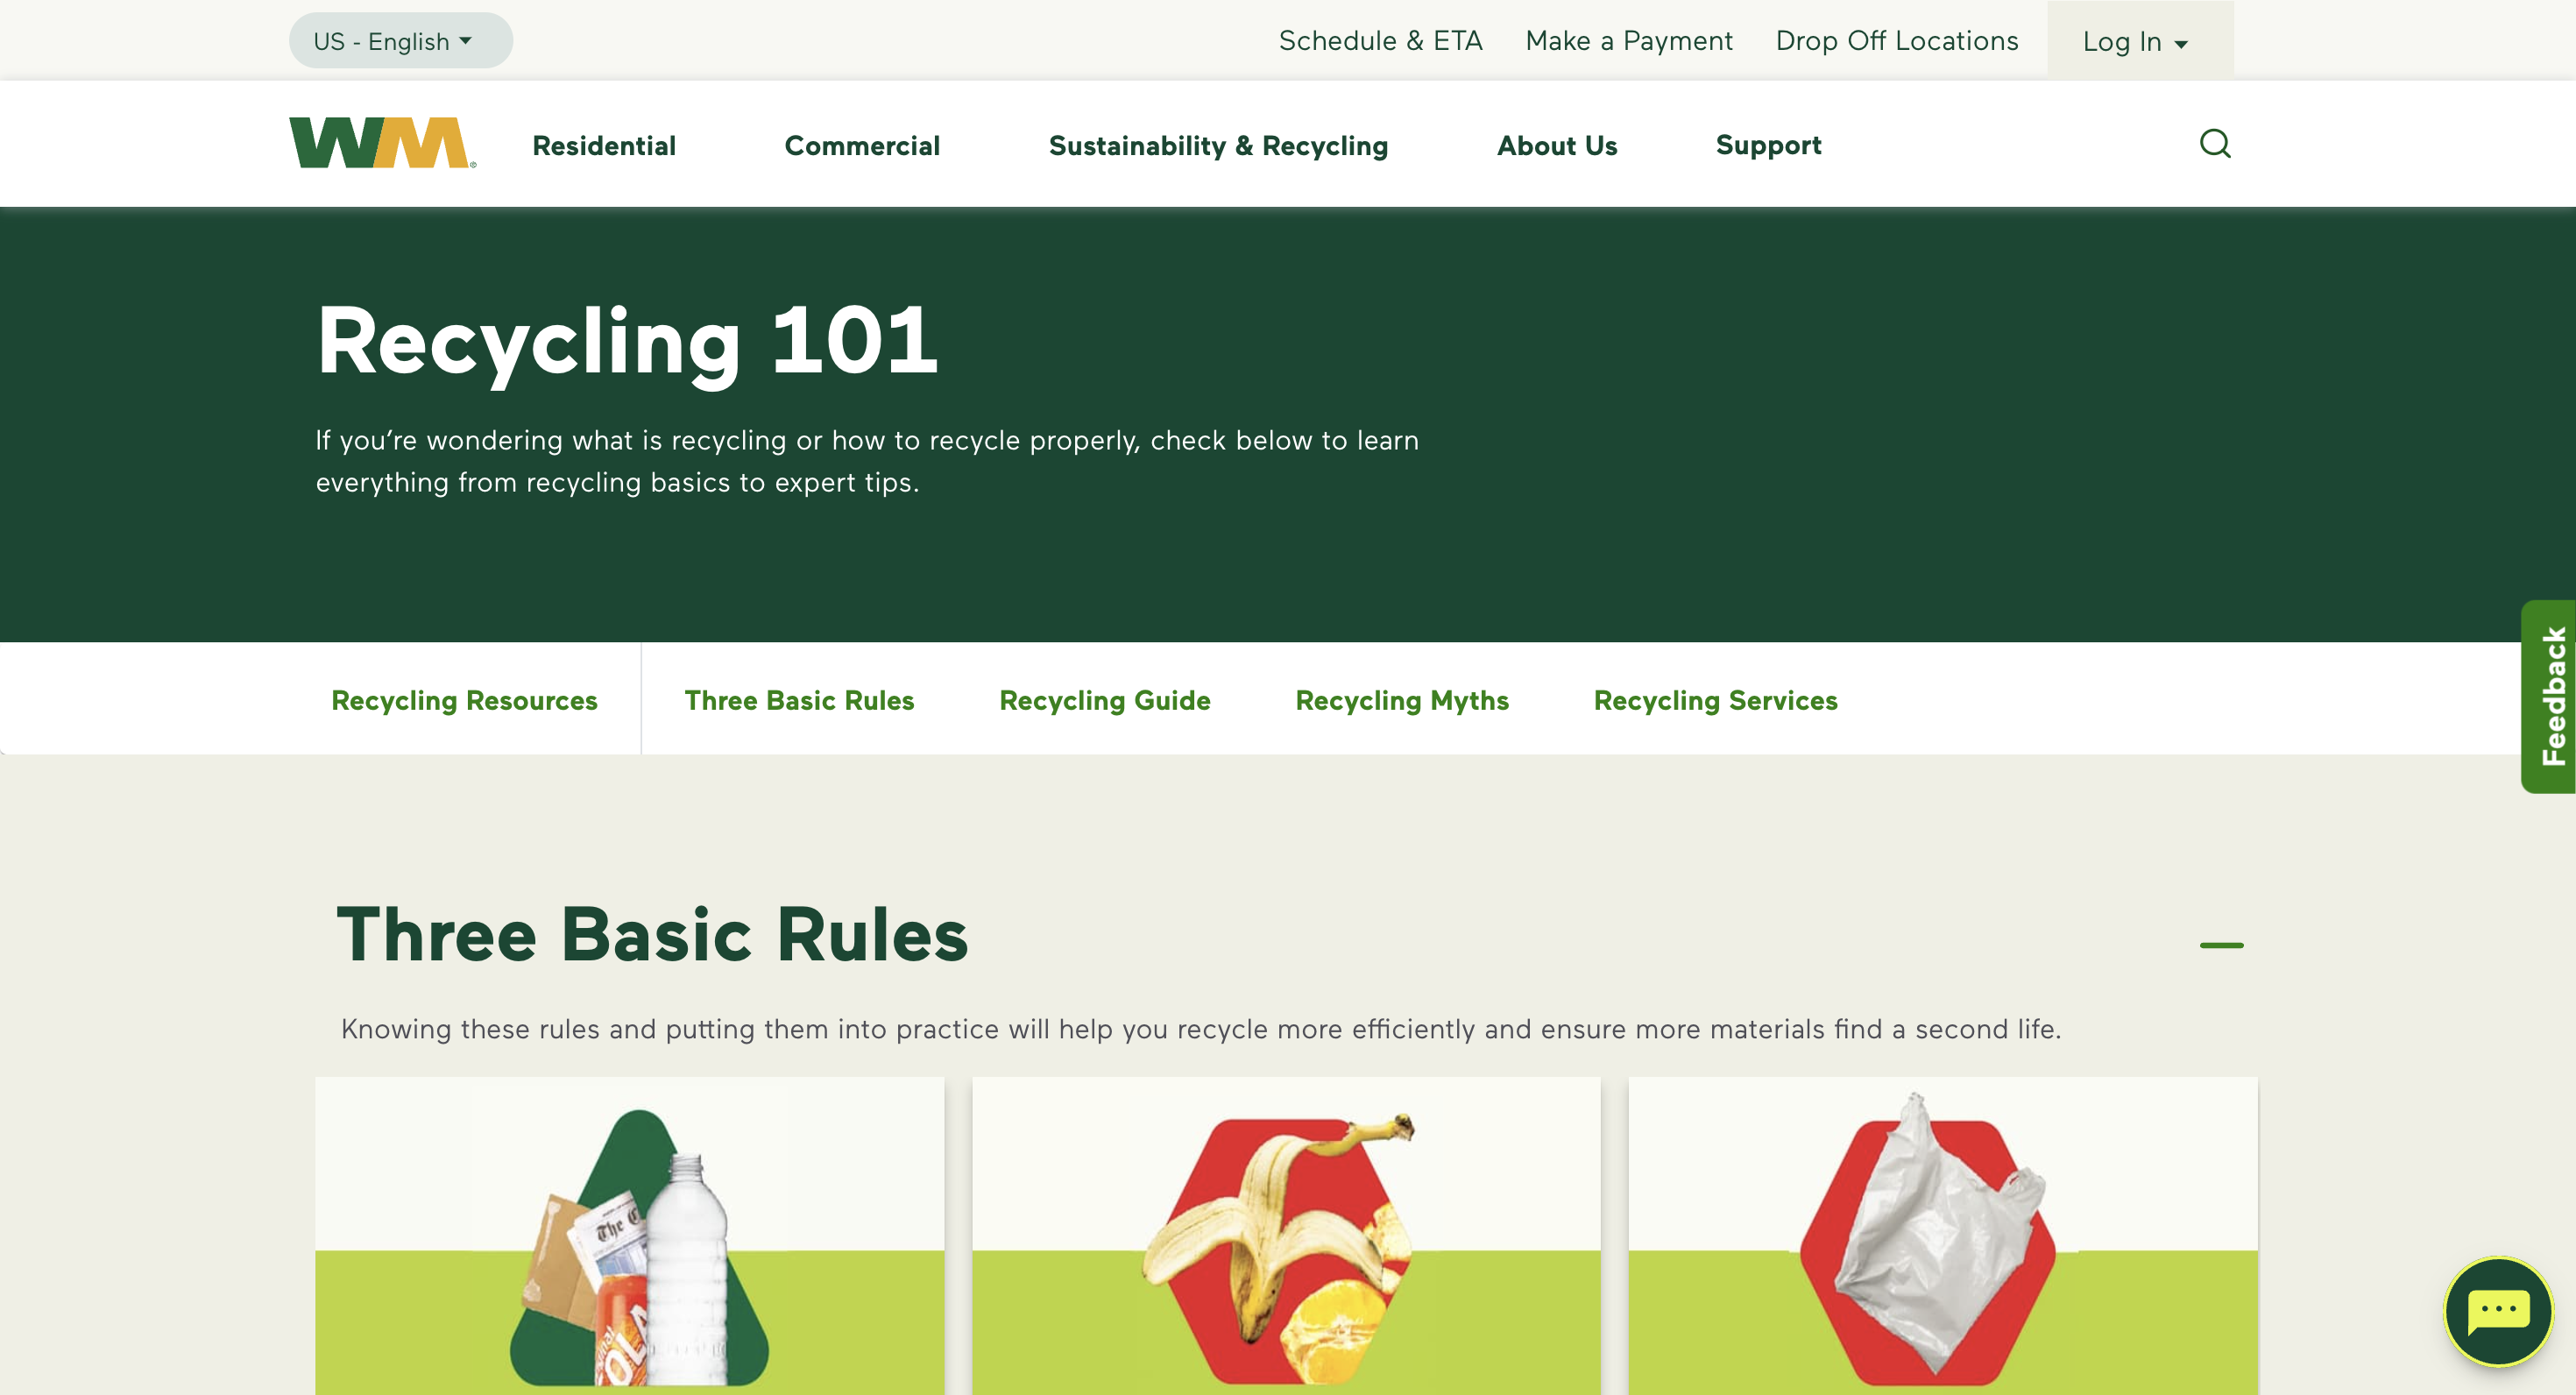 US - English
Schedule & ETA
Make a Payment
Drop Off Locations
Log In
WM
Residential
Commercial
Sustainability & Recycling
About Us
Support
Recycling 101
If you’re wondering what is recycling or how to recycle properly, check below to learn
everything from recycling basics to expert tips.
Feedback
Recycling Resources
Three Basic Rules
Recycling Guide
Recycling Myths
Recycling Services
Three Basic Rules
Knowing these rules and putting them into practice will help you recycle more efficiently and ensure more materials find a second life.
The C